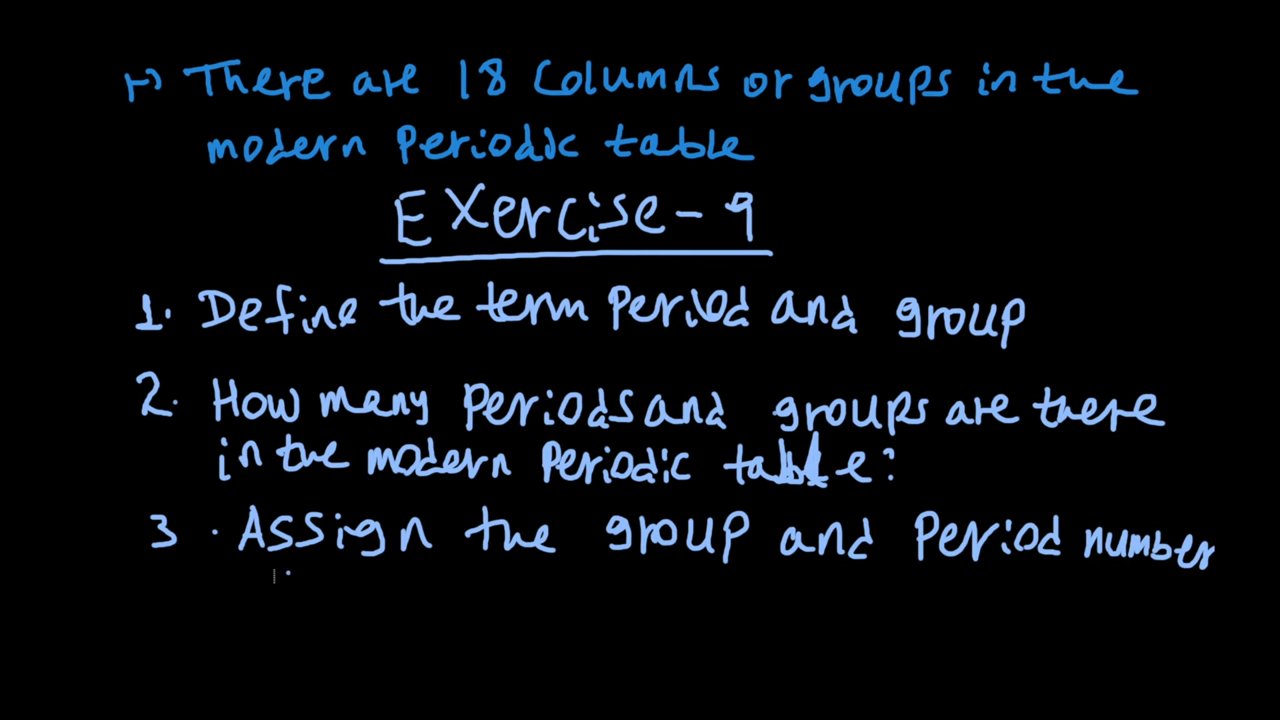 There are 18 columns or groups in the
modern periodic table
Exercise - 9
1. Define the term period and group
2. How many periods and groups are there
in the modern periodic table?
3. Assign the group and period number